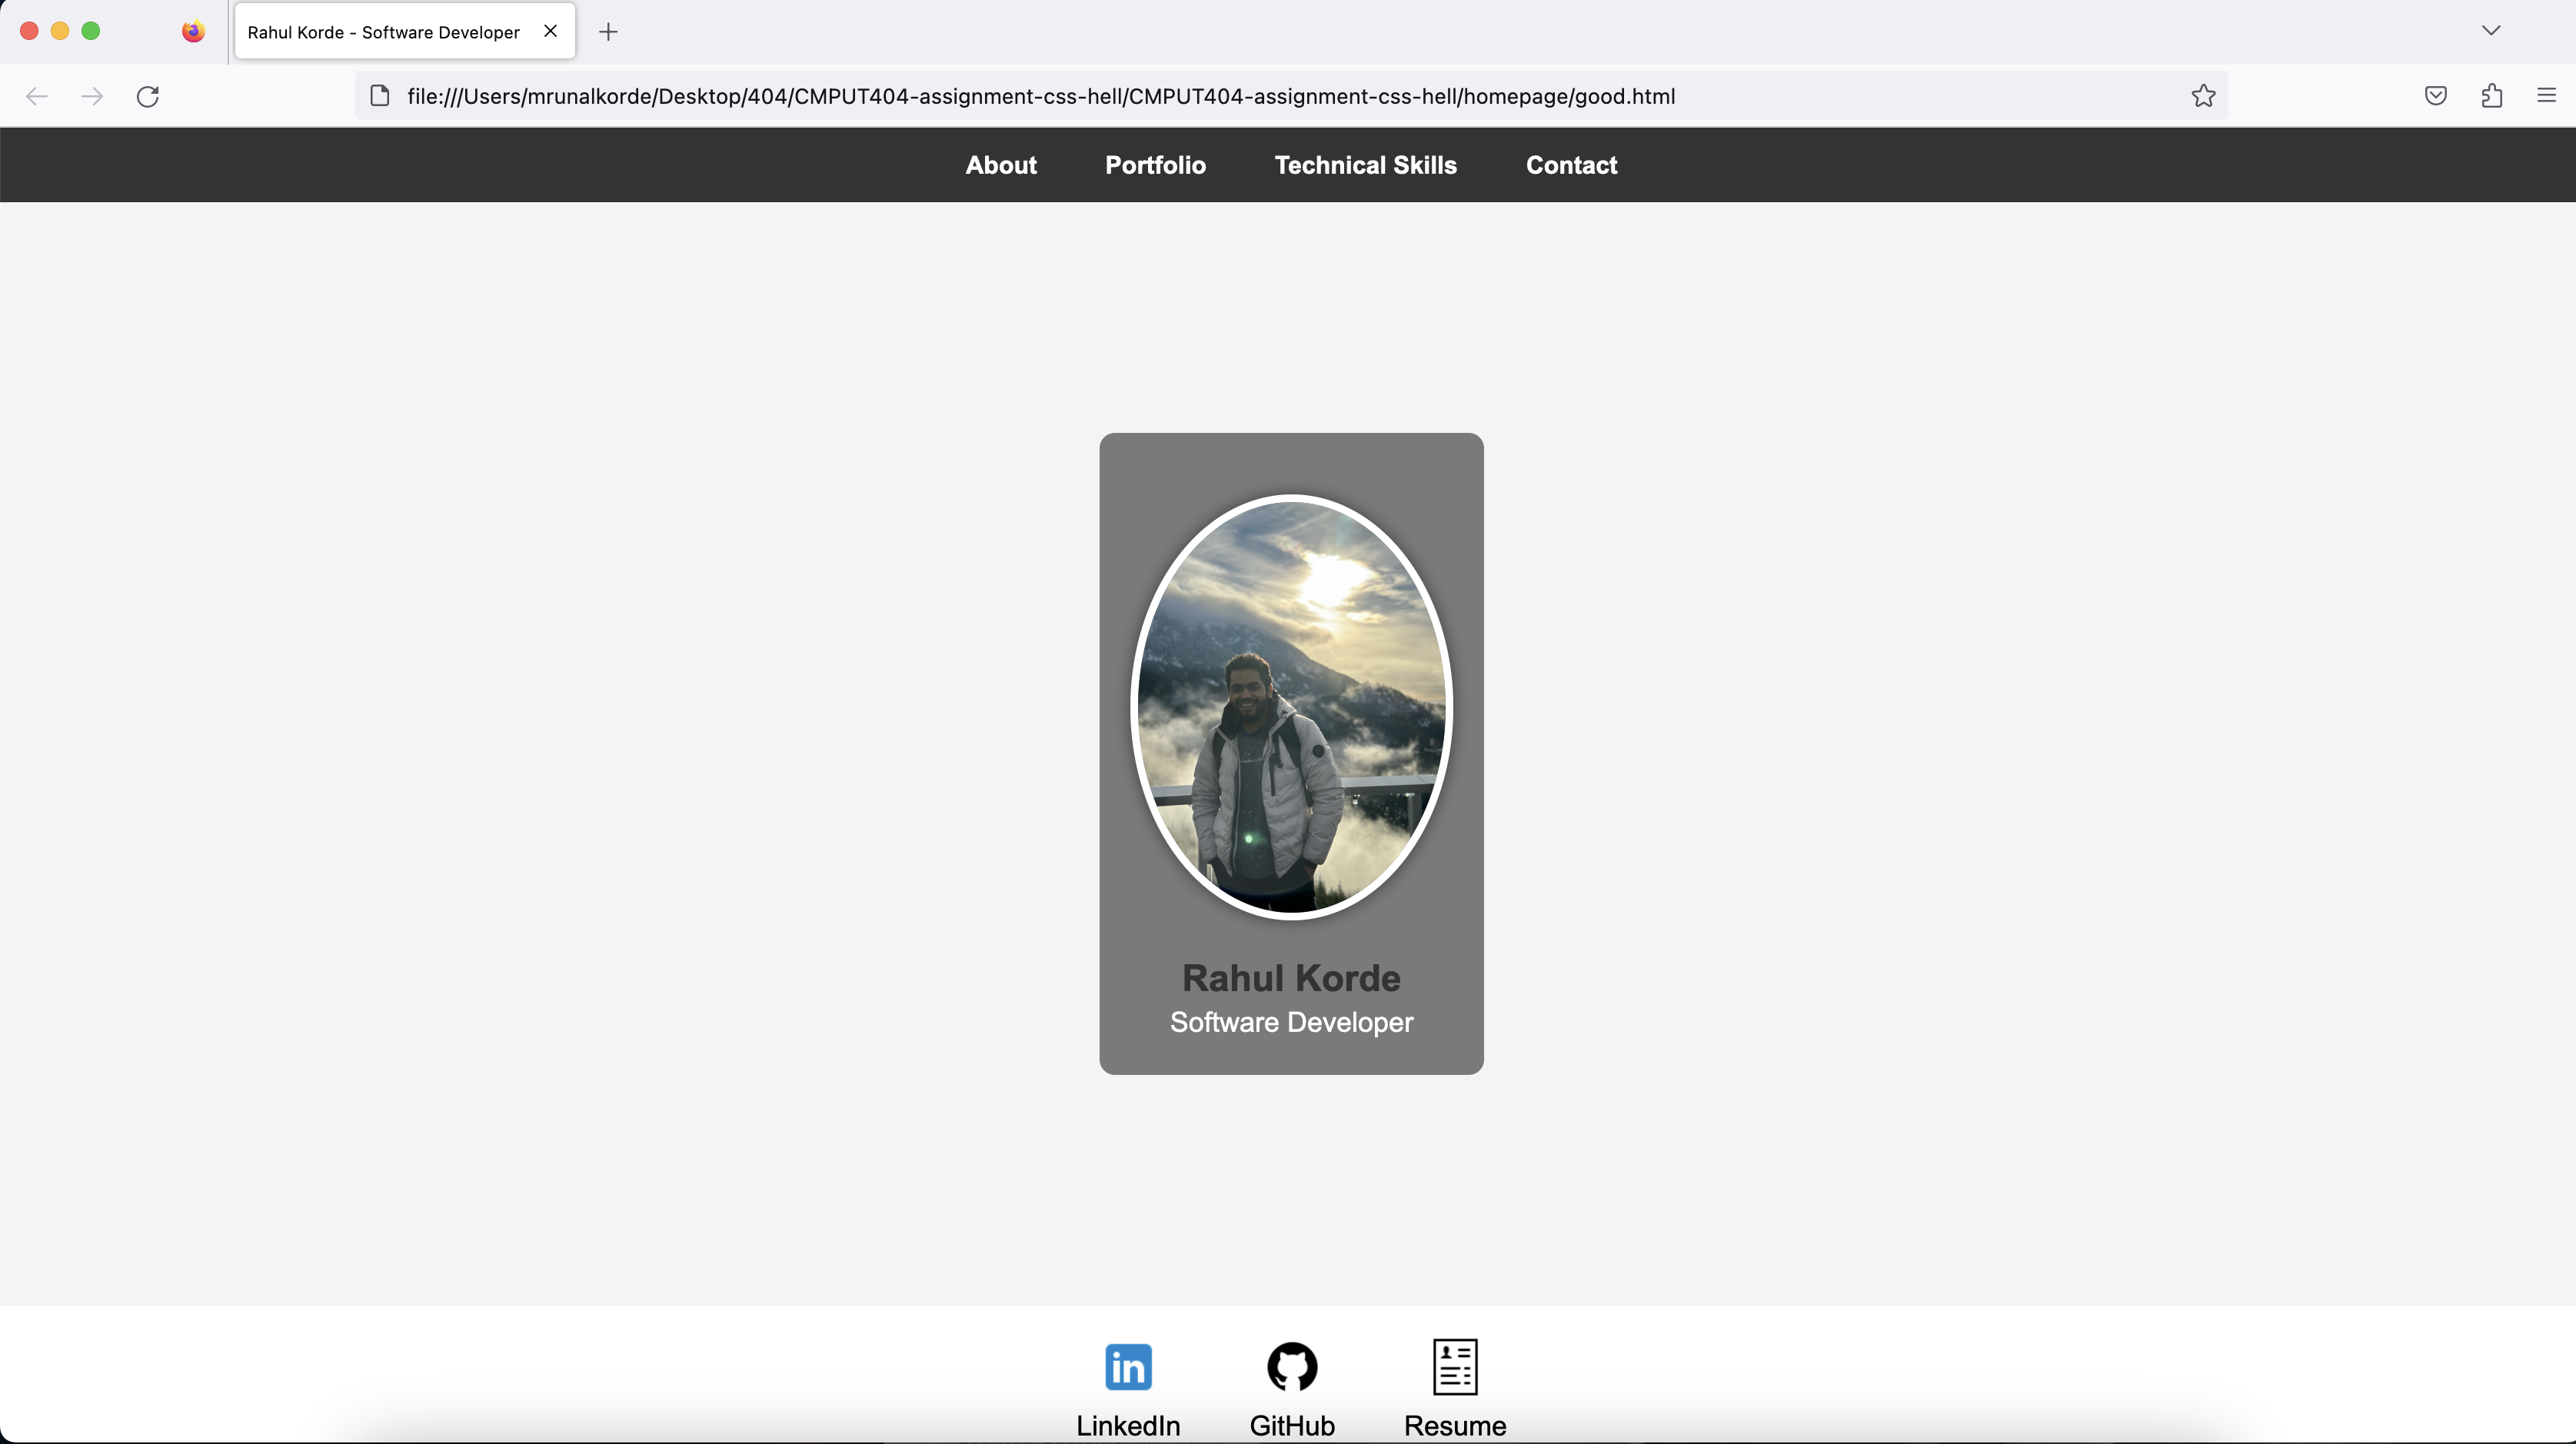 Rahul Korde - Software Developer
file:///Users/mrunalkorde/Desktop/404/CMPUT404-assignment-css-hell/CMPUT404-assignment-css-hell/homepage/good.html
About Portfolio Technical Skills Contact
Rahul Korde
Software Developer
in
LinkedIn GitHub Resume